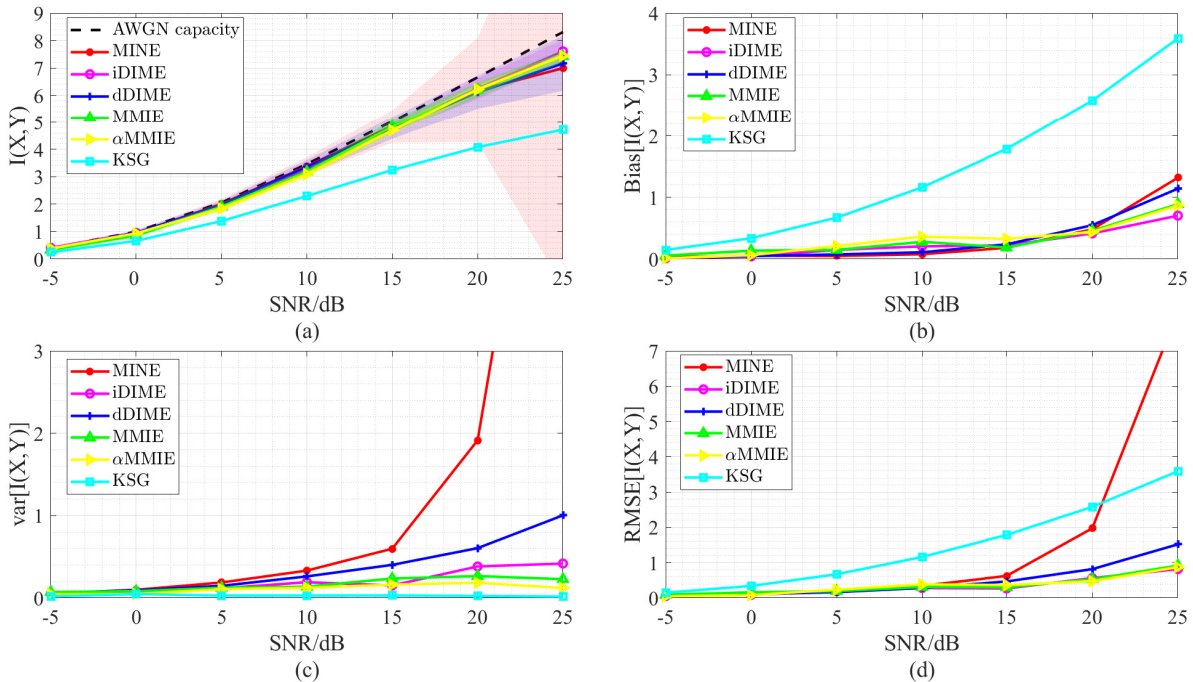 9
8
7
6
5
4
3
2
1
0
I(X,Y)
AWGN capacity
MINE
iDIME
dDIME
MMIE
αMMIE
KSG
-5
0
5
10
15
20
25
SNR/dB
(a)
4
3
2
1
0
Bias[I(X,Y)]
MINE
iDIME
dDIME
MMIE
αMMIE
KSG
-5
0
5
10
15
20
25
SNR/dB
(b)
3
2
1
0
var[I(X,Y)]
MINE
iDIME
dDIME
MMIE
αMMIE
KSG
-5
0
5
10
15
20
25
SNR/dB
(c)
7
6
5
4
3
2
1
0
RMSE[I(X,Y)]
MINE
iDIME
dDIME
MMIE
αMMIE
KSG
-5
0
5
10
15
20
25
SNR/dB
(d)